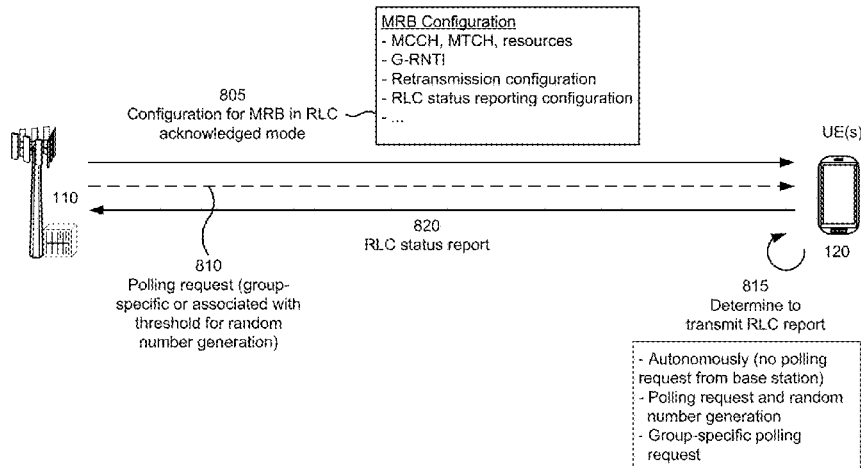 MRB Configuration
- MCCH, MTCH, resources
- G-RNTI
- Retransmission configuration
- RLC status reporting configuration
- ...
805
Configuration for MRB in RLC
acknowledged mode
UE(s)
110
820
RLC status report
120
810
Polling request (group-
specific or associated with
threshold for random
number generation)
815
Determine to
transmit RLC report
- Autonomously (no polling
request from base station)
- Polling request and random
number generation
- Group-specific polling
request